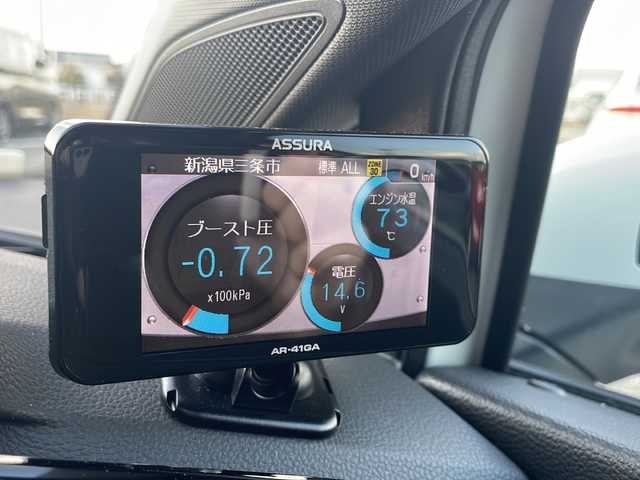 ASSURA
新潟県三条市 標準 ALL ZONE 30 0 km/h
ブースト圧
-0.72
x100kPa
エンジン水温
73
℃
電圧
14.6
V
AR-41GA